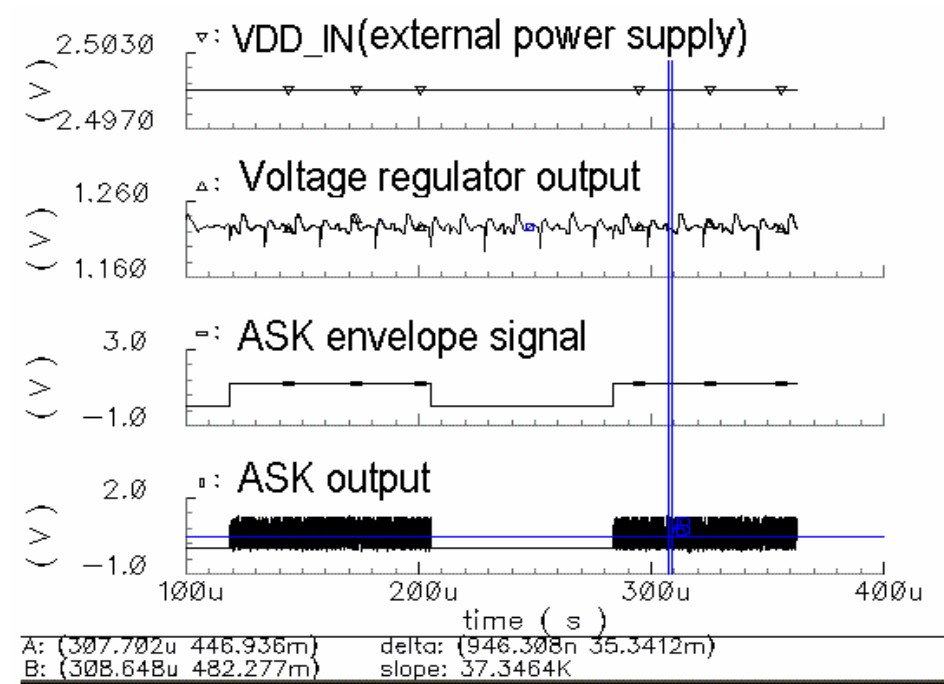 2.5030
▽: VDD_IN(external power supply)
(V)
2.4970
1.260
△: Voltage regulator output
(V)
1.160
3.0
▭: ASK envelope signal
(V)
-1.0
2.0
▯: ASK output
(V)
-1.0
AB
100u 200u 300u 400u
time ( s )
A: (307.702u 446.936m) delta: (946.308n 35.3412m)
B: (308.648u 482.277m) slope: 37.3464K